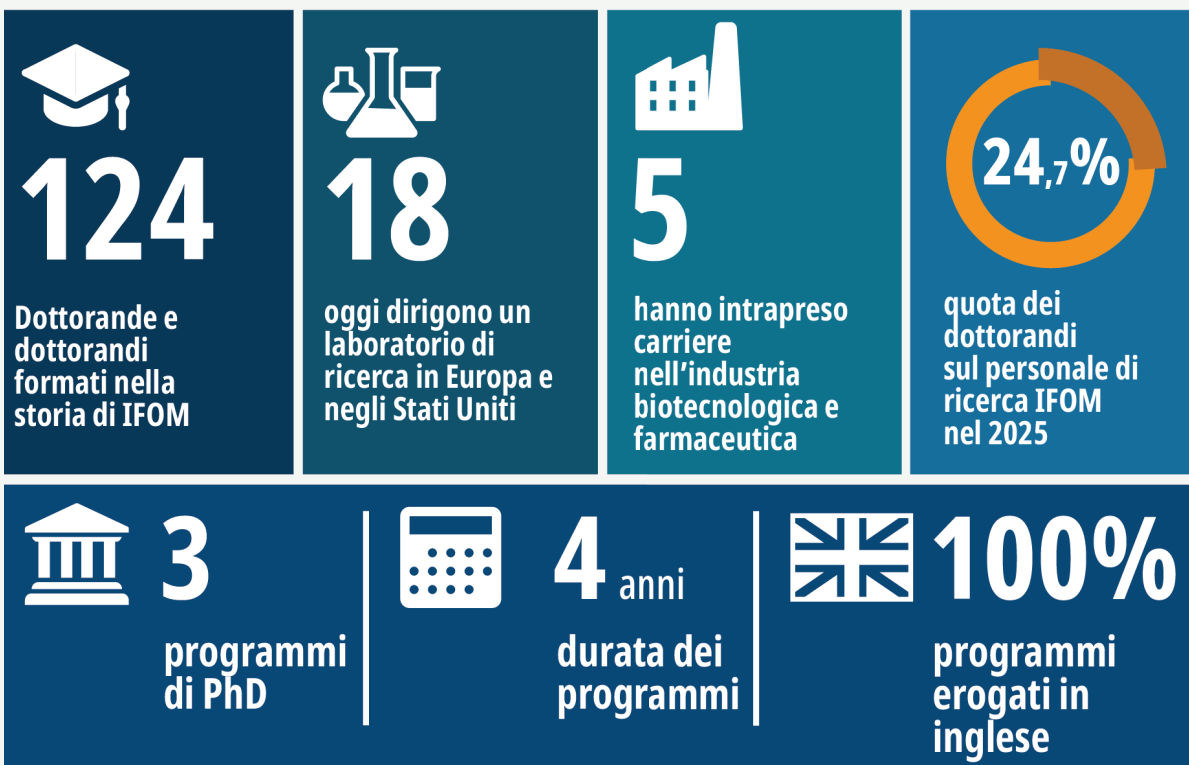 124
Dottorande e
dottorandi
formati nella
storia di IFOM
18
oggi dirigono un
laboratorio di
ricerca in Europa e
negli Stati Uniti
5
hanno intrapreso
carriere
nell’industria
biotecnologica e
farmaceutica
24,7%
quota dei
dottorandi
sul personale di
ricerca IFOM
nel 2025
3
programmi
di PhD
4 anni
durata dei
programmi
100%
programmi
erogati in
inglese